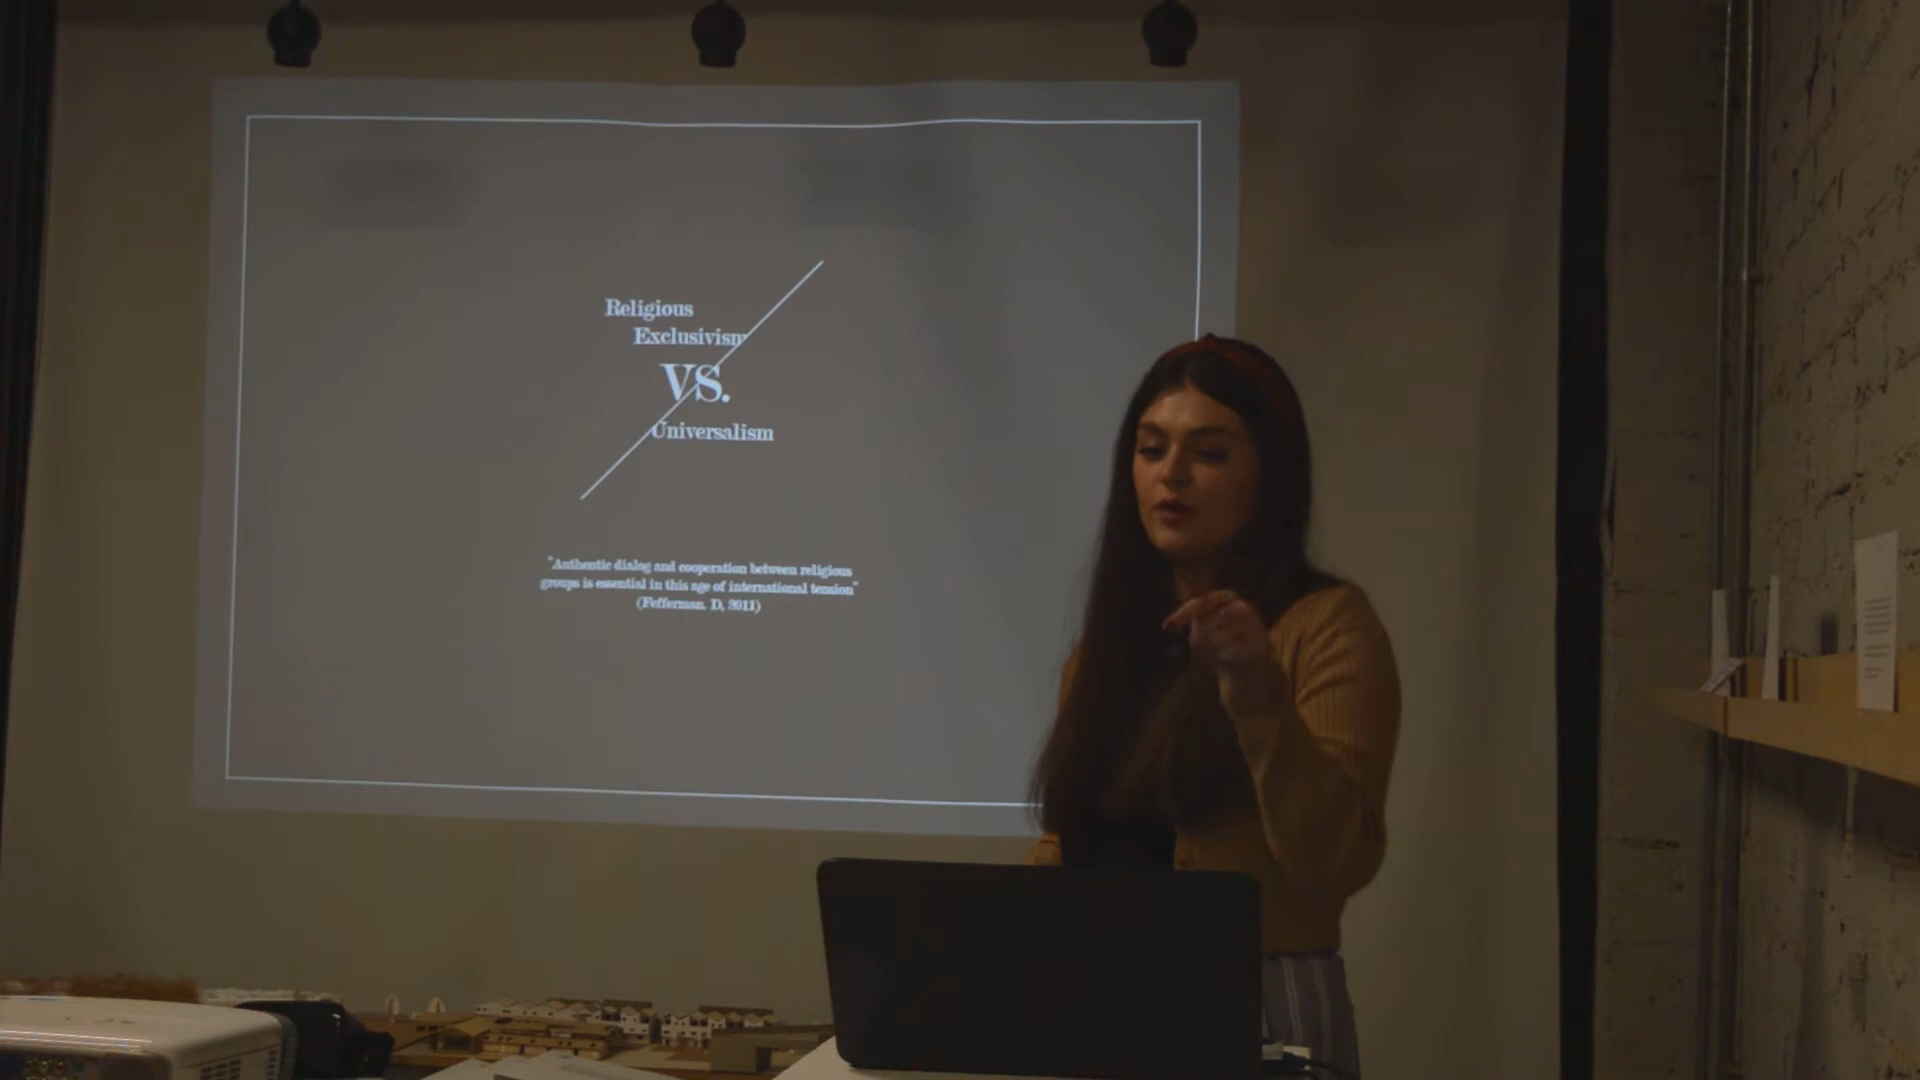 Religious
Exclusivism
VS.
Universalism
"Authentic dialog and cooperation between religious
groups is essential in this age of international tension"
(Fefferman. D, 2011)